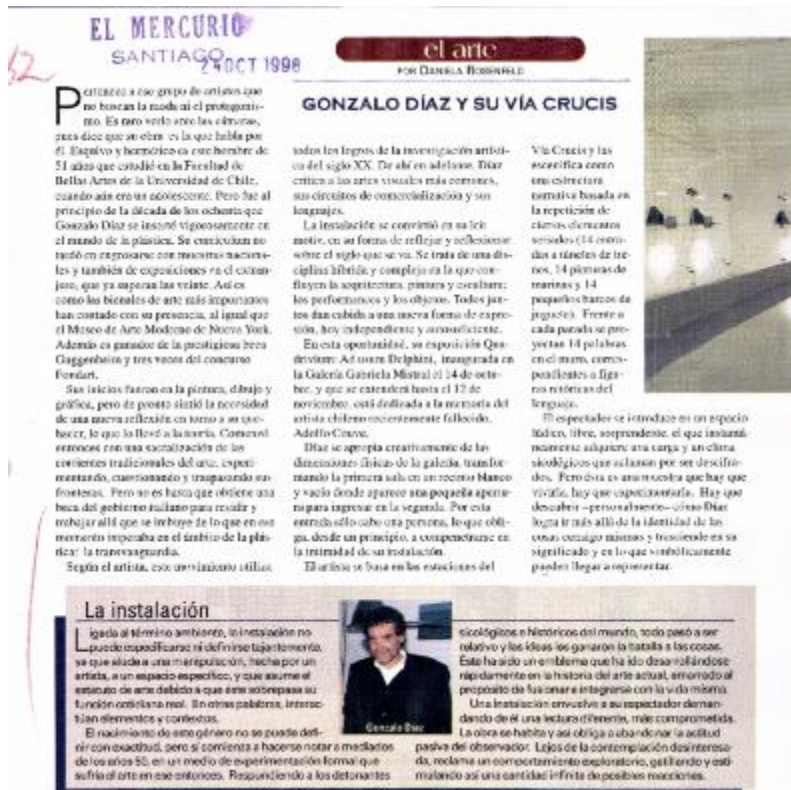 EL MERCURIO
SANTIAGO
24 OCT 1998
el arte
POR DANIELA ROSENFELD
GONZALO DÍAZ Y SU VÍA CRUCIS
Pertenece a ese grupo de artistas que
no buscan la moda ni el protagonis-
mo. Es raro verlo ante las cámaras,
pues dice que su obra es la que habla por
él. Esquivo y hermético es este hombre de
51 años que estudió en la Facultad de
Bellas Artes de la Universidad de Chile,
cuando aún era un adolescente. Pero fue al
principio de la década de los ochenta que
Gonzalo Díaz se insertó vigorosamente en
el mundo de la plástica. Su curriculum no
tardó en engrosarse con muestras naciona-
les y también de exposiciones en el extran-
jero, que ya superan las veinte. Así es
como las bienales de arte más importantes
han contado con su presencia, al igual que
el Museo de Arte Moderno de Nueva York.
Además es ganador de la prestigiosa beca
Guggenheim y tres veces del concurso
Fondart.
Sus inicios fueron en la pintura, dibujo y
gráfica, pero de pronto sintió la necesidad
de una nueva reflexión en torno a su que-
hacer, lo que lo llevó a la teoría. Comenzó
entonces con una sacralización de las
corrientes tradicionales del arte, experi-
mentando, cuestionando y traspasando sus
fronteras. Pero no es hasta que obtiene una
beca del gobierno italiano para residir y
trabajar allá que se imbuye de lo que en ese
momento imperaba en el ámbito de la plás-
tica: la transvanguardia.
Según el artista, este movimiento utiliza
todos los logros de la investigación artísti-
ca del siglo XX. De ahí en adelante, Díaz
critica a las artes visuales más comunes,
sus circuitos de comercialización y sus
lenguajes.
La instalación se convirtió en su leit
motiv, en su forma de reflejar y reflexionar
sobre el siglo que se va. Se trata de una dis-
ciplina híbrida y compleja en la que con-
fluyen la arquitectura, pintura y escultura;
los performances y los objetos. Todos jun-
tos dan cabida a una nueva forma de expre-
sión, hoy independiente y autosuficiente.
En esta oportunidad, su exposición Qua-
drivium: Ad usum Delphini, inaugurada en
la Galería Gabriela Mistral el 14 de octu-
bre, y que se extenderá hasta el 12 de
noviembre, está dedicada a la memoria del
artista chileno recientemente fallecido,
Adolfo Couve.
Díaz se apropia creativamente de las
dimensiones físicas de la galería, transfor-
mando la primera sala en un recinto blanco
y vacío donde aparece una pequeña apertu-
ra para ingresar en la segunda. Por esta
entrada sólo cabe una persona, lo que obli-
ga, desde un principio, a compenetrarse en
la intimidad de su instalación.
El artista se basa en las estaciones del
Vía Crucis y las
escenifica como
una estructura
narrativa basada en
la repetición de
ciertos elementos
seriados (14 entra-
das a túneles de tre-
nes, 14 pinturas de
marinas y 14
pequeños barcos de
juguete). Frente a
cada parada se pro-
yectan 14 palabras
en el muro, corres-
pondientes a figu-
ras retóricas del
lenguaje.
El espectador se introduce en un espacio
lúdico, libre, sorprendente, el que instantá-
neamente adquiere una carga y un clima
sicológicos que claman por ser descifra-
dos. Pero ésta es una muestra que hay que
vivirla, hay que experimentarla. Hay que
descubrir –personalmente– cómo Díaz
logra ir más allá de la identidad de las
cosas consigo mismas y trasciende en su
significado y en lo que simbólicamente
pueden llegar a representar.
La instalación
Ligada al término ambiente, la instalación no
puede especificarse ni definirse tajantemente,
ya que alude a una manipulación, hecha por un
artista, a un espacio específico, y que asume el
estatuto de arte debido a que éste sobrepasa su
función cotidiana real. En otras palabras, interac-
túan elementos y contextos.
El nacimiento de este género no se puede defi-
nir con exactitud, pero sí comienza a hacerse notar a mediados
de los años 50, en un medio de experimentación formal que
sufría el arte en ese entonces. Respondiendo a los detonantes
Gonzalo Díaz
sicológicos e históricos del mundo, todo pasó a ser
relativo y las ideas les ganaron la batalla a las cosas.
Este ha sido un emblema que ha ido desarrollándose
rápidamente en la historia del arte actual, amarrado al
propósito de fusionar e integrarse con la vida misma.
Una instalación envuelve a su espectador deman-
dando de él una lectura diferente, más comprometida.
La obra se habita y así obliga a abandonar la actitud
pasiva del observador. Lejos de la contemplación desinteresa-
da, reclama un comportamiento exploratorio, gatillando y esti-
mulando así una cantidad infinita de posibles reacciones.